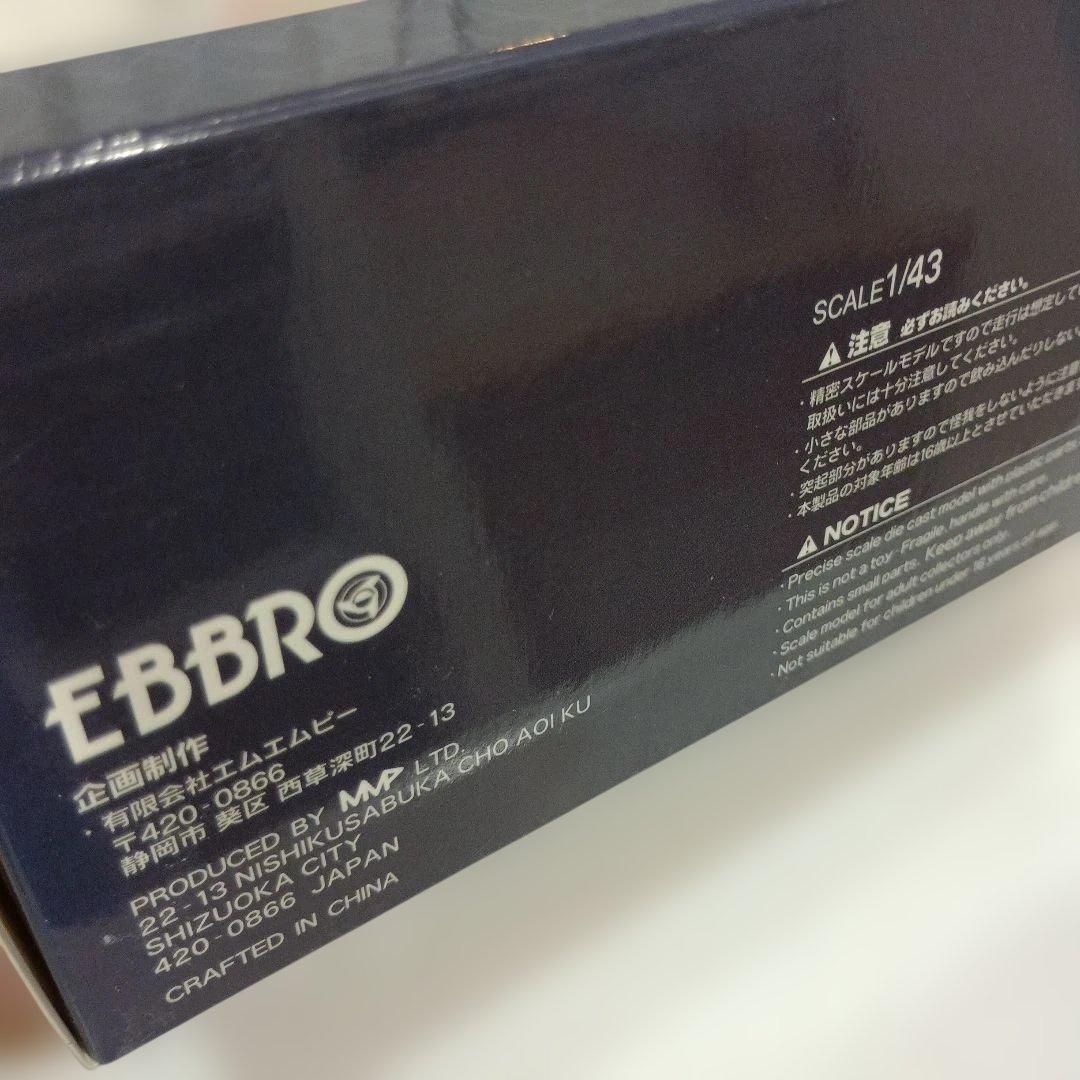 EBBRO
企画制作
・有限会社エムエムピー
〒420-0866
静岡市 葵区 西草深町22-13
PRODUCED BY MMP LTD.
22-13 NISHIKUSABUKA CHO AOI KU
SHIZUOKA CITY
420-0866 JAPAN
CRAFTED IN CHINA
SCALE1/43
⚠注意 必ずお読みください。
・精密スケールモデルですので走行は想定して
取扱いには十分注意してください。
・小さな部品がありますので飲み込んだりしない
ください。
・突起部分がありますので怪我をしないように注意
・本製品の対象年齢は16歳以上とさせていただきま
⚠NOTICE
・Precise scale die cast model with plastic parts.
・This is not a toy. Fragile, handle with care.
・Contains small parts. Keep away from children
・Scale model for adult collectors only.
・Not suitable for children under 16 years of age.